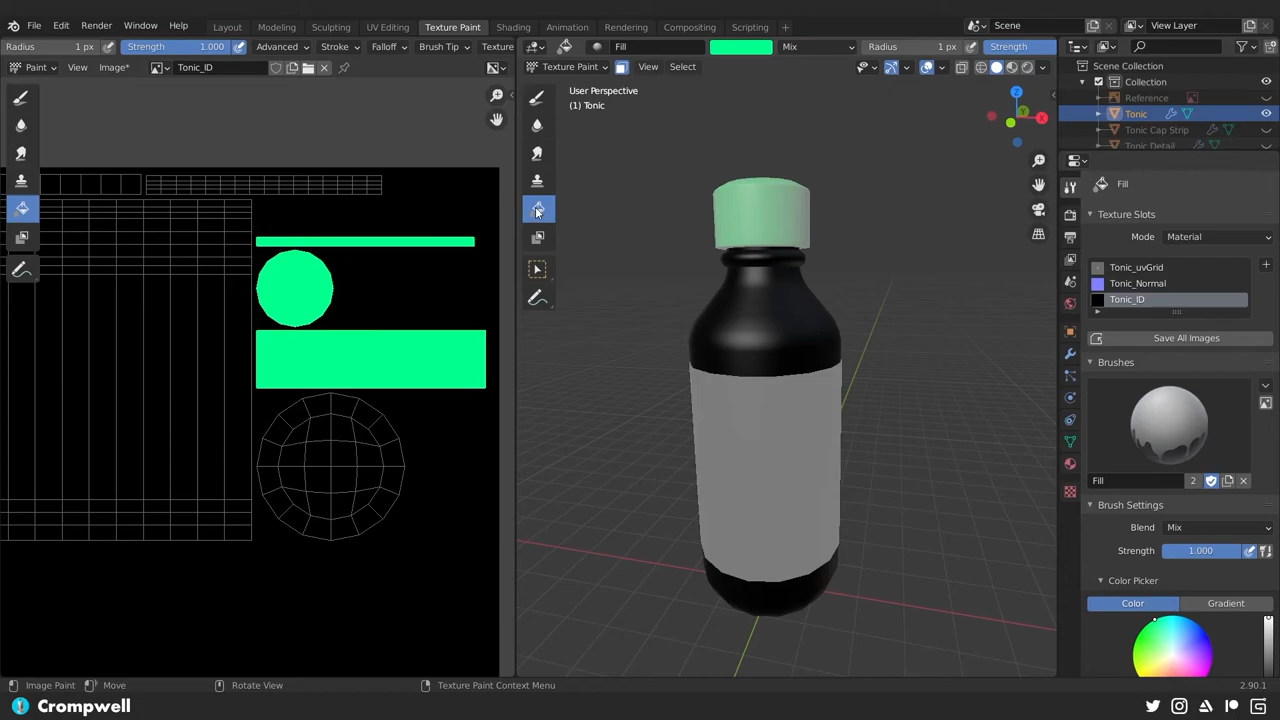 File Edit Render Window Help Layout Modeling Sculpting UV Editing Texture Paint Shading Animation Rendering Compositing Scripting + Scene View Layer
Radius 1 px Strength 1.000 Advanced Stroke Falloff Brush Tip Texture Fill Mix Radius 1 px Strength
Paint View Image* Tonic_ID Texture Paint View Select
Scene Collection
Collection
Reference
Tonic
Tonic Cap Strip
Tonic Detail
User Perspective
(1) Tonic
Z
Y
X
Fill
Texture Slots
Mode Material
Tonic_uvGrid
Tonic_Normal
Tonic_ID
Save All Images
Brushes
Fill 2
Brush Settings
Blend Mix
Strength 1.000
Color Picker
Color Gradient
Image Paint Move Rotate View Texture Paint Context Menu 2.90.1
Crompwell